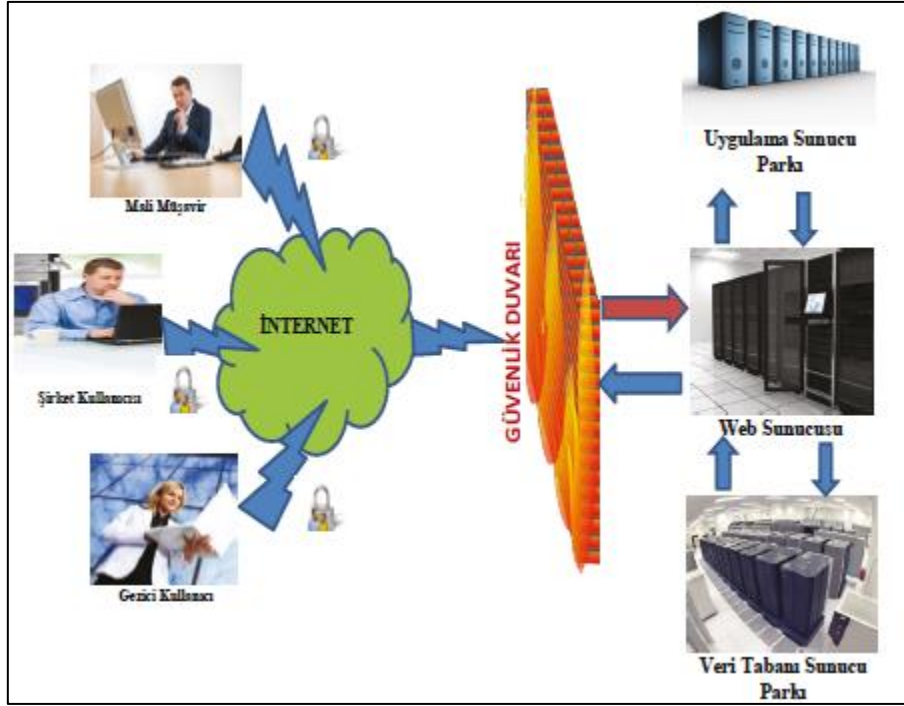 Mali Müşavir
Şirket Kullanıcısı
Gezici Kullanıcı
İNTERNET
GÜVENLİK DUVARI
Uygulama Sunucu
Parkı
Web Sunucusu
Veri Tabanı Sunucu
Parkı